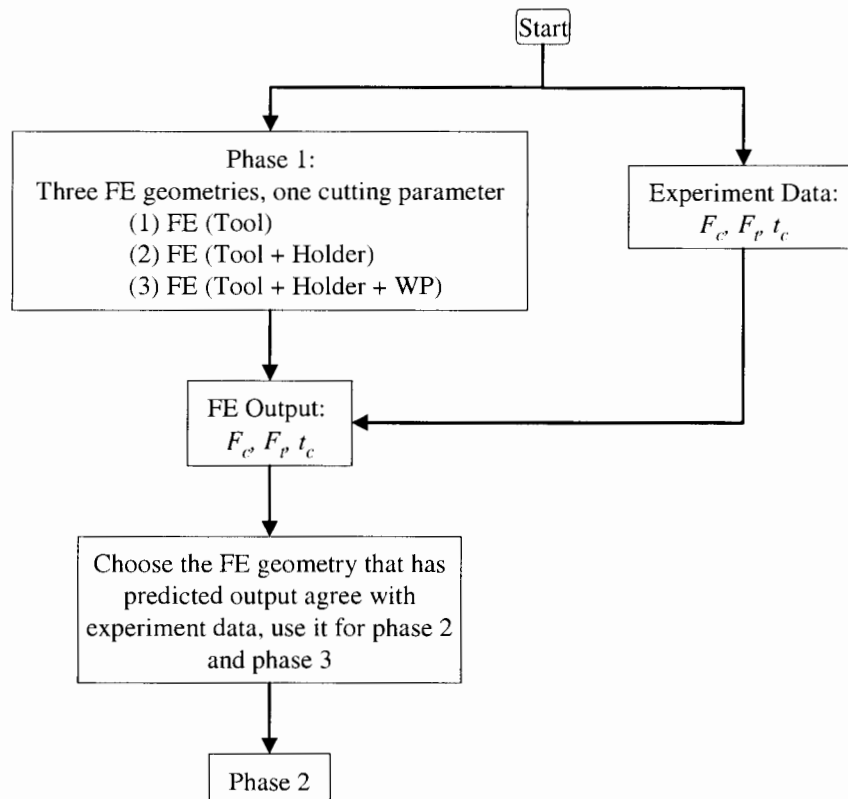 Start
Phase 1:
Three FE geometries, one cutting parameter
(1) FE (Tool)
(2) FE (Tool + Holder)
(3) FE (Tool + Holder + WP)
Experiment Data:
F_c, F_t, t_c
FE Output:
F_c, F_t, t_c
Choose the FE geometry that has
predicted output agree with
experiment data, use it for phase 2
and phase 3
Phase 2